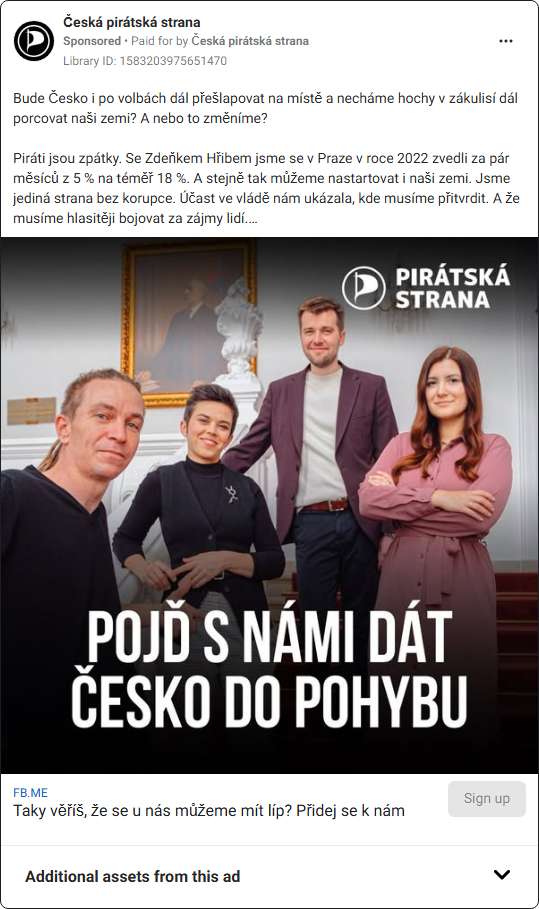 Česká pirátská strana
Sponsored • Paid for by Česká pirátská strana
Library ID: 1583203975651470
Bude Česko i po volbách dál přešlapovat na místě a necháme hochy v zákulisí dál
porcovat naši zemi? A nebo to změníme?
Piráti jsou zpátky. Se Zdeňkem Hřibem jsme se v Praze v roce 2022 zvedli za pár
měsíců z 5 % na téměř 18 %. A stejně tak můžeme nastartovat i naši zemi. Jsme
jediná strana bez korupce. Účast ve vládě nám ukázala, kde musíme přitvrdit. A že
musíme hlasitěji bojovat za zájmy lidí....
PIRÁTSKÁ
STRANA
POJĎ S NÁMI DÁT
ČESKO DO POHYBU
FB.ME
Taky věříš, že se u nás můžeme mít líp? Přidej se k nám
Sign up
Additional assets from this ad